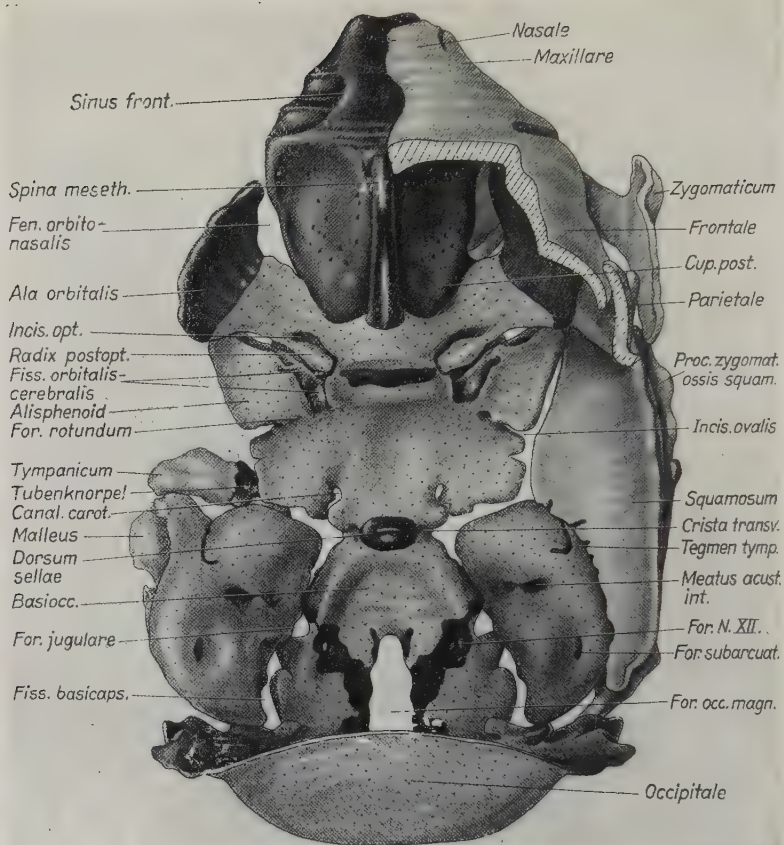 Nasale
Maxillare
Sinus front.
Spina meseth.
Fen. orbito-
nasalis
Ala orbitalis
Incis. opt.
Radix postopt.
Fiss. orbitalis-
cerebralis
Alisphenoid
For. rotundum
Tympanicum
Tubenknorpel
Canal. carot.
Malleus
Dorsum
sellae
Basiocc.
For. jugulare
Fiss. basicaps.
Zygomaticum
Frontale
Cup. post.
Parietale
Proc. zygomat.
ossis squam.
Incis. ovalis
Squamosum
Crista transv.
Tegmen tymp.
Meatus acust.
int.
For. N. XII.
For. subarcuat.
For. occ. magn.
Occipitale